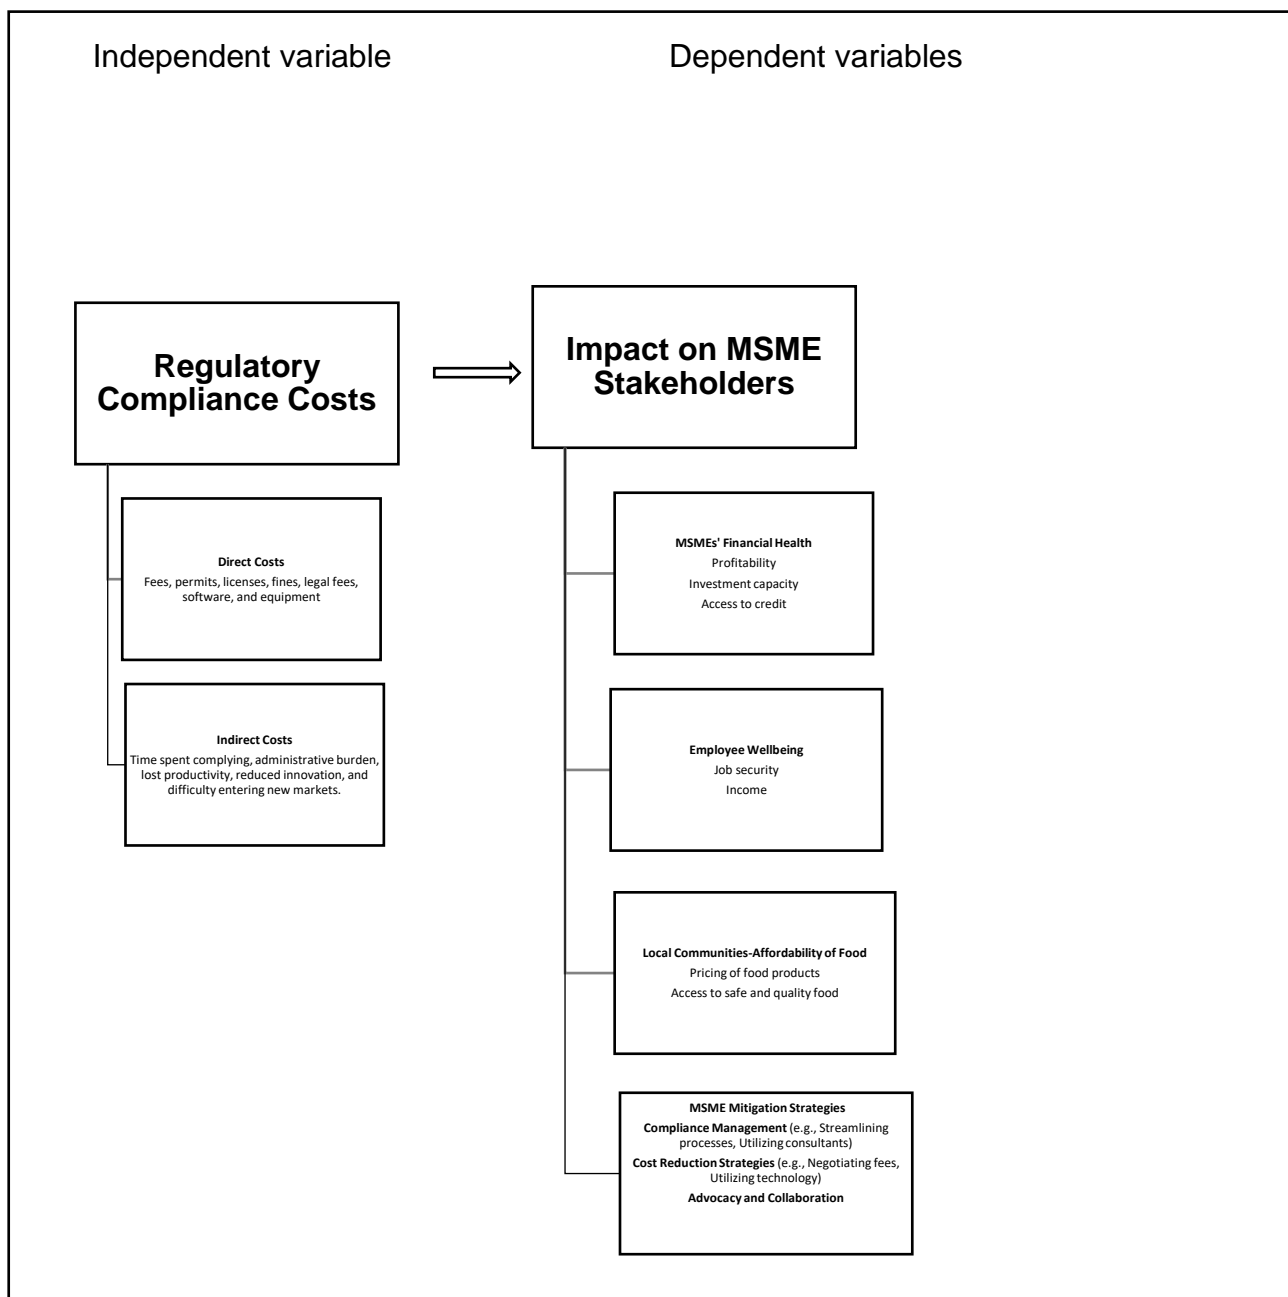 Independent variable
Dependent variables
Regulatory
Compliance Costs
Direct Costs
Fees, permits, licenses, fines, legal fees,
software, and equipment
Indirect Costs
Time spent complying, administrative burden,
lost productivity, reduced innovation, and
difficulty entering new markets.
Impact on MSME
Stakeholders
MSMEs' Financial Health
Profitability
Investment capacity
Access to credit
Employee Wellbeing
Job security
Income
Local Communities-Affordability of Food
Pricing of food products
Access to safe and quality food
MSME Mitigation Strategies
Compliance Management (e.g., Streamlining
processes, Utilizing consultants)
Cost Reduction Strategies (e.g., Negotiating fees,
Utilizing technology)
Advocacy and Collaboration